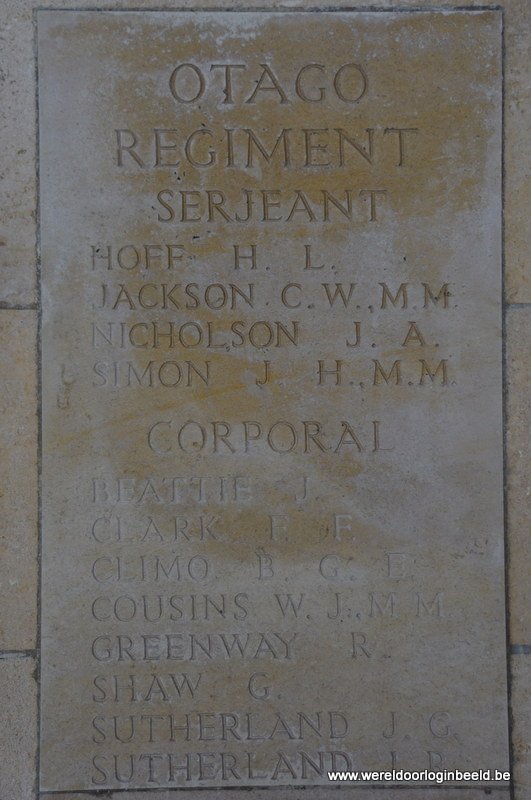 OTAGO
REGIMENT
SERJEANT
HOFF H. L.
JACKSON C.W., M.M.
NICHOLSON J. A.
SIMON J. H., M.M.
CORPORAL
BEATTIE J.
CLARK F. F.
CLIMO B. G. E.
COUSINS W. J., M.M.
GREENWAY R.
SHAW G.
SUTHERLAND J. G.
SUTHERLAND J. R.
www.wereldoorloginbeeld.be